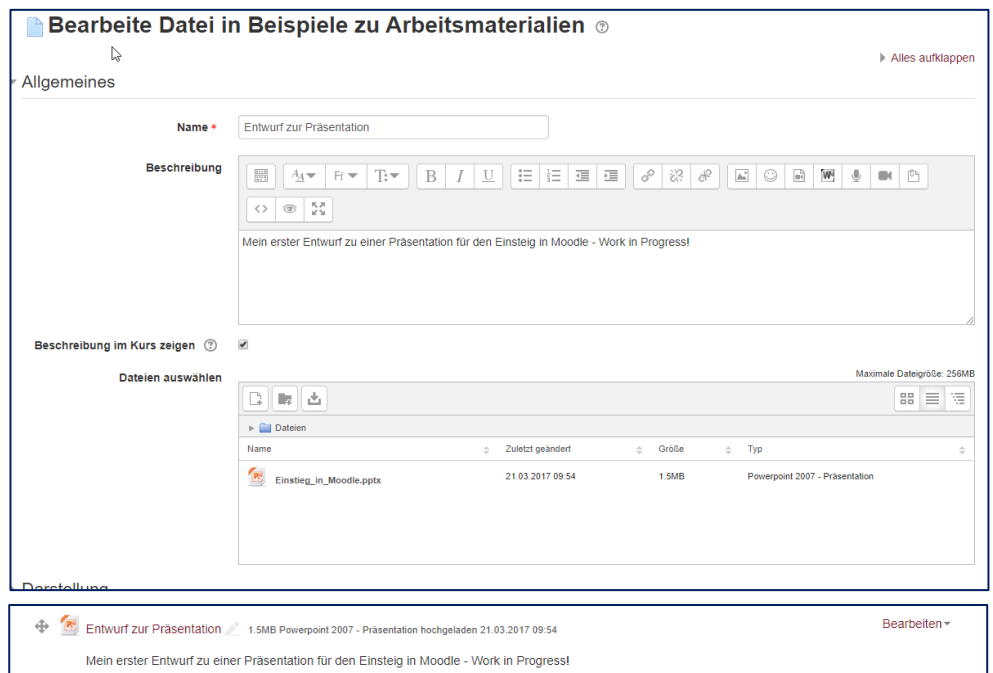 Bearbeite Datei in Beispiele zu Arbeitsmaterialien
Alles aufklappen
Allgemeines
Name *
Entwurf zur Präsentation
Beschreibung
Mein erster Entwurf zu einer Präsentation für den Einsteig in Moodle - Work in Progress!
Beschreibung im Kurs zeigen
Dateien auswählen
Maximale Dateigröße: 256MB
Dateien
Name Zuletzt geändert Größe Typ
Einstieg_in_Moodle.pptx 21.03.2017 09:54 1.5MB Powerpoint 2007 - Präsentation
Darstellung
Entwurf zur Präsentation 1.5MB Powerpoint 2007 - Präsentation hochgeladen 21.03.2017 09:54 Bearbeiten
Mein erster Entwurf zu einer Präsentation für den Einsteig in Moodle - Work in Progress!